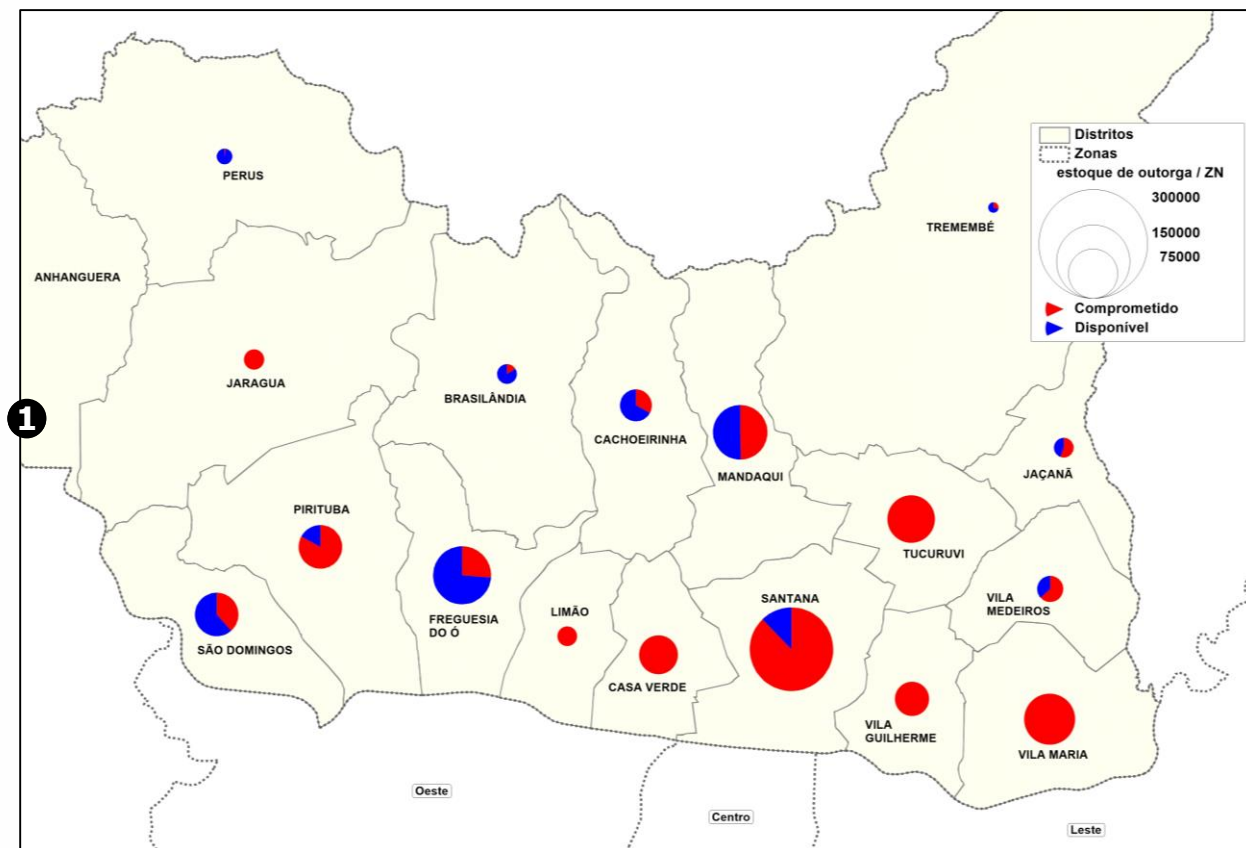 Distritos
Zonas
estoque de outorga / ZN
300000
150000
75000
Comprometido
Disponível
PERUS
TREMEMBÉ
ANHANGUERA
JARAGUA
BRASILÂNDIA
1
CACHOEIRINHA
MANDAQUI
JAÇANÃ
PIRITUBA
TUCURUVI
SANTANA
VILA
MEDEIROS
LIMÃO
FREGUESIA
DO Ó
SÃO DOMINGOS
CASA VERDE
VILA
GUILHERME
VILA MARIA
Oeste
Centro
Leste